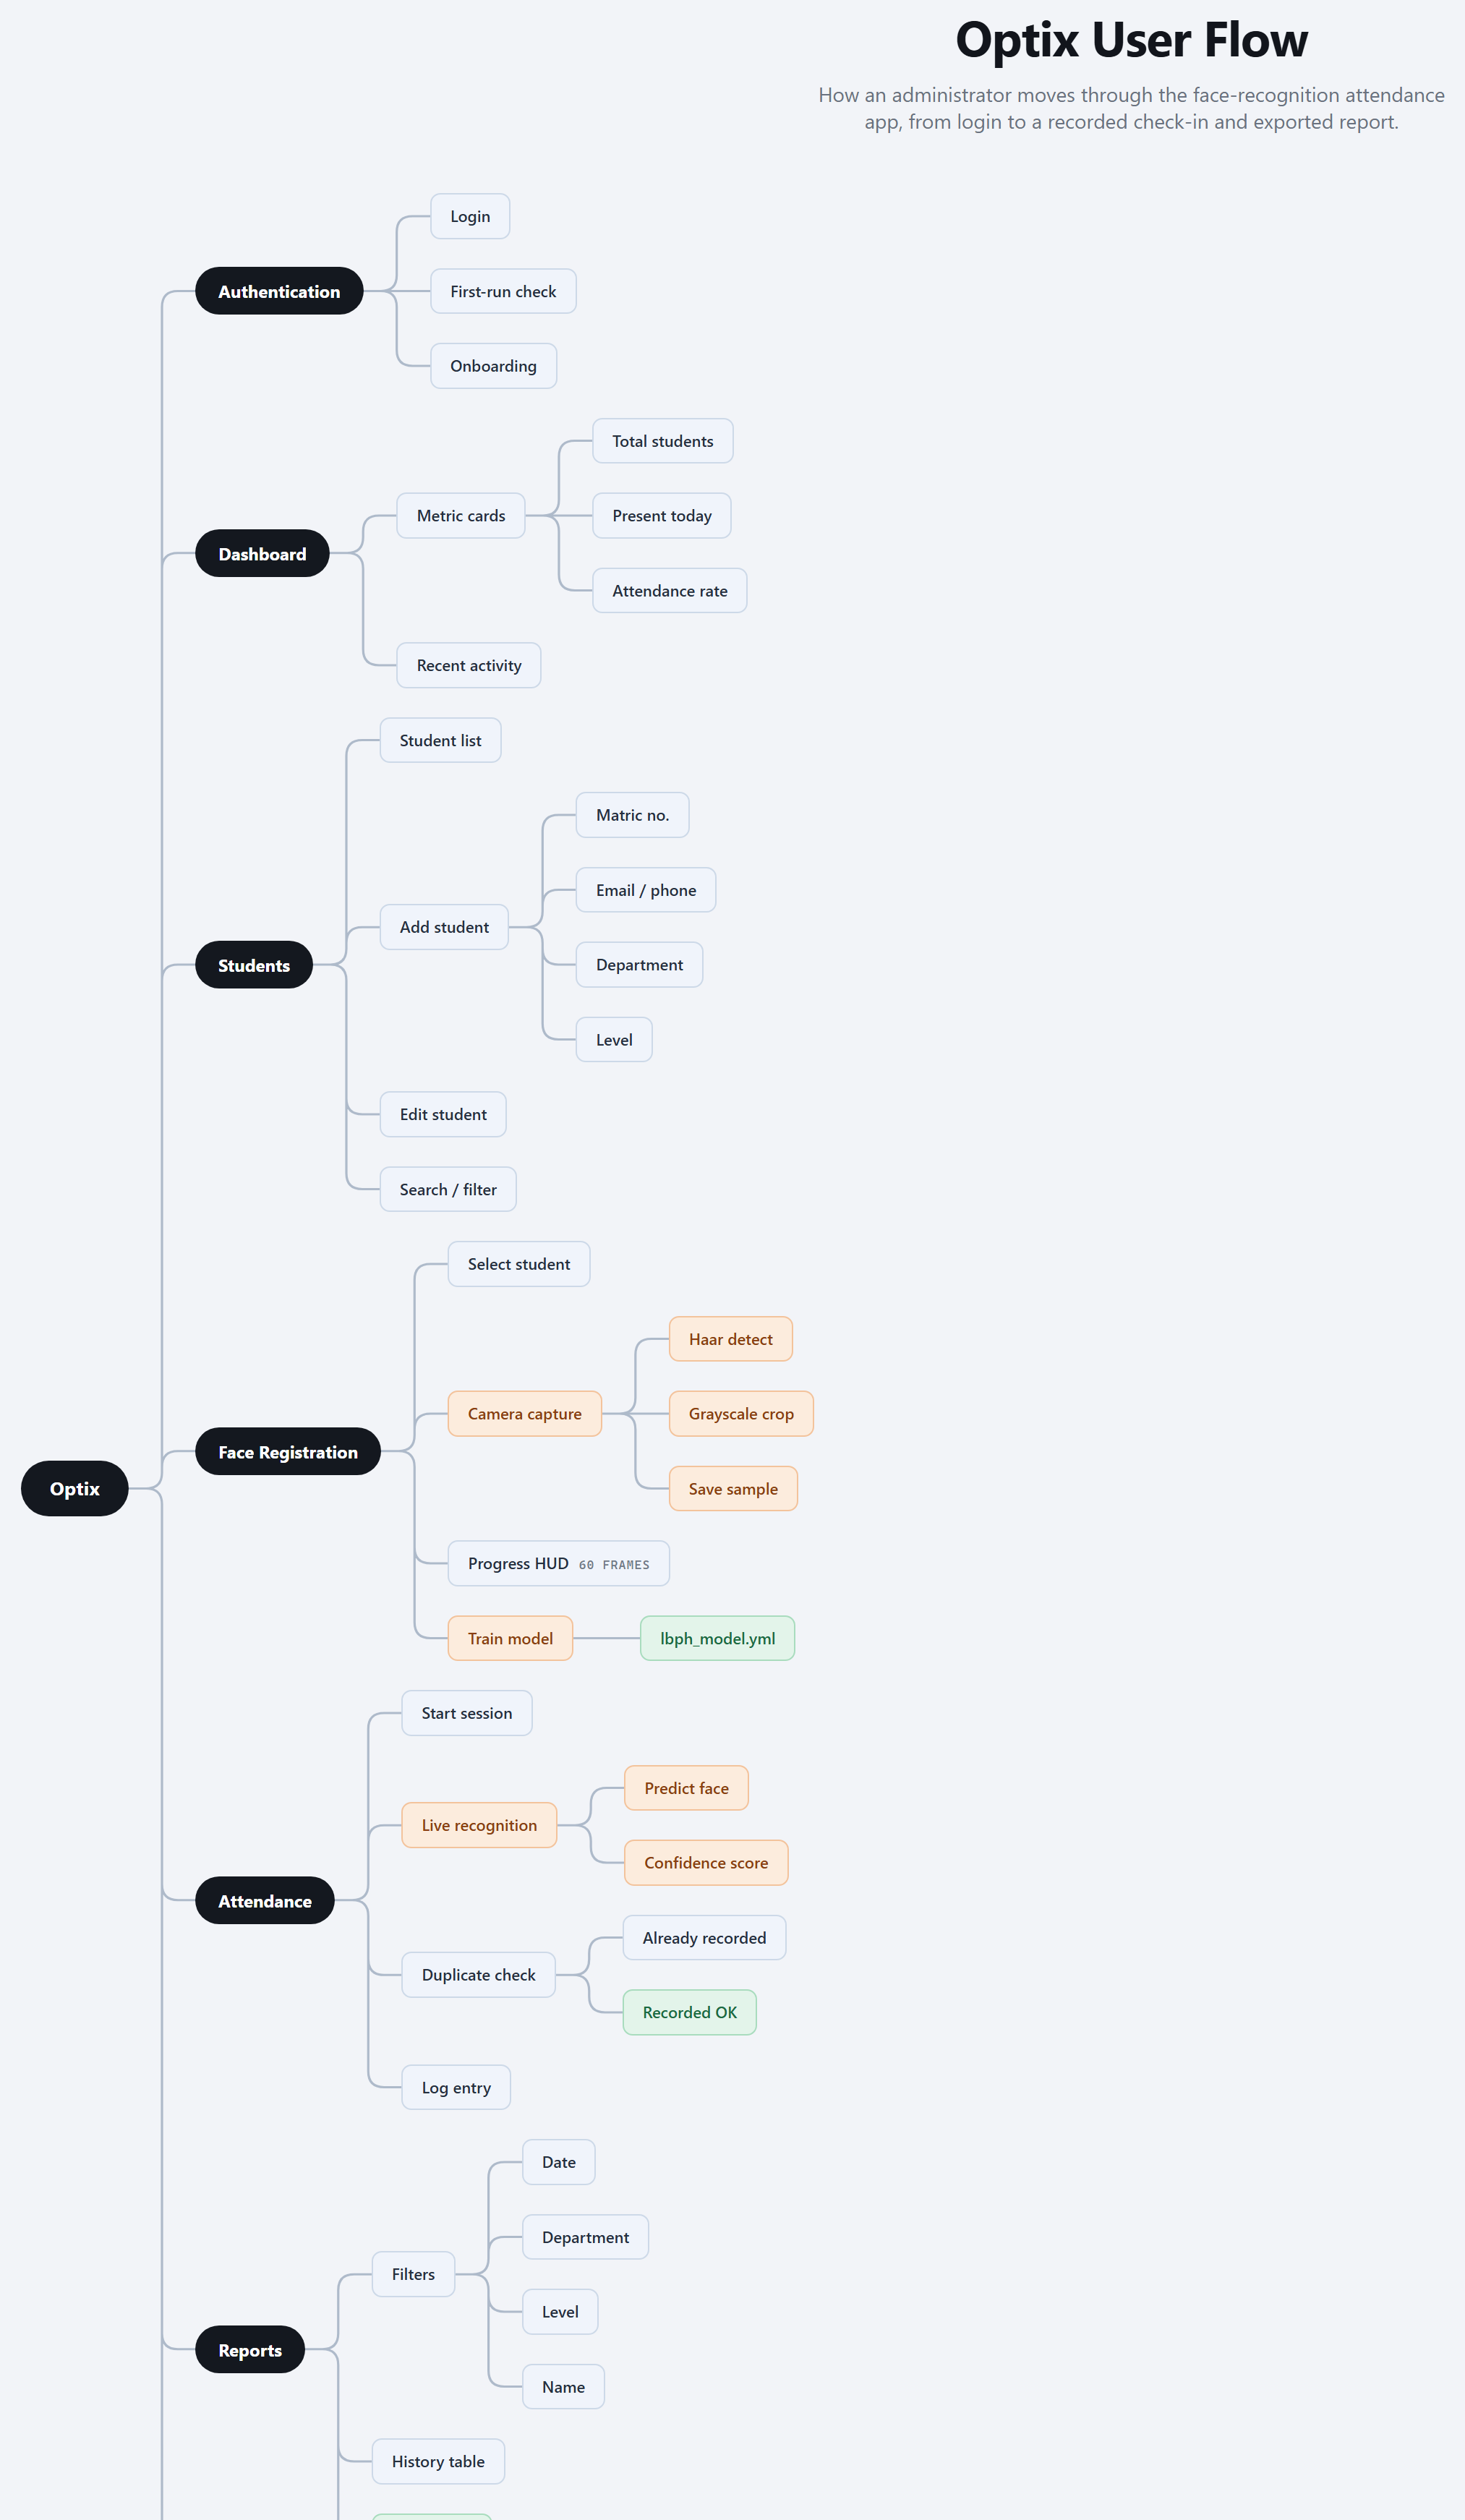 Optix User Flow
How an administrator moves through the face-recognition attendance
app, from login to a recorded check-in and exported report.
Login
Authentication
First-run check
Onboarding
Total students
Metric cards
Present today
Dashboard
Attendance rate
Recent activity
Student list
Matric no.
Email / phone
Add student
Students
Department
Level
Edit student
Search / filter
Select student
Haar detect
Camera capture
Grayscale crop
Face Registration
Optix
Save sample
Progress HUD 60 FRAMES
Train model
lbph_model.yml
Start session
Predict face
Live recognition
Confidence score
Attendance
Already recorded
Duplicate check
Recorded OK
Log entry
Date
Department
Filters
Level
Reports
Name
History table